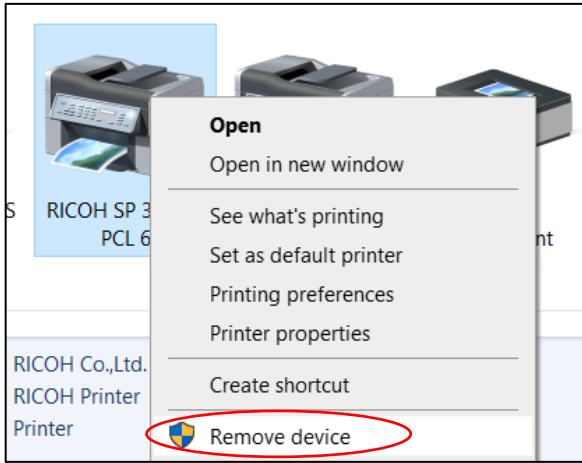 S
RICOH SP 3
PCL 6
nt
Open
Open in new window
See what's printing
Set as default printer
Printing preferences
Printer properties
Create shortcut
Remove device
RICOH Co.,Ltd.
RICOH Printer
Printer